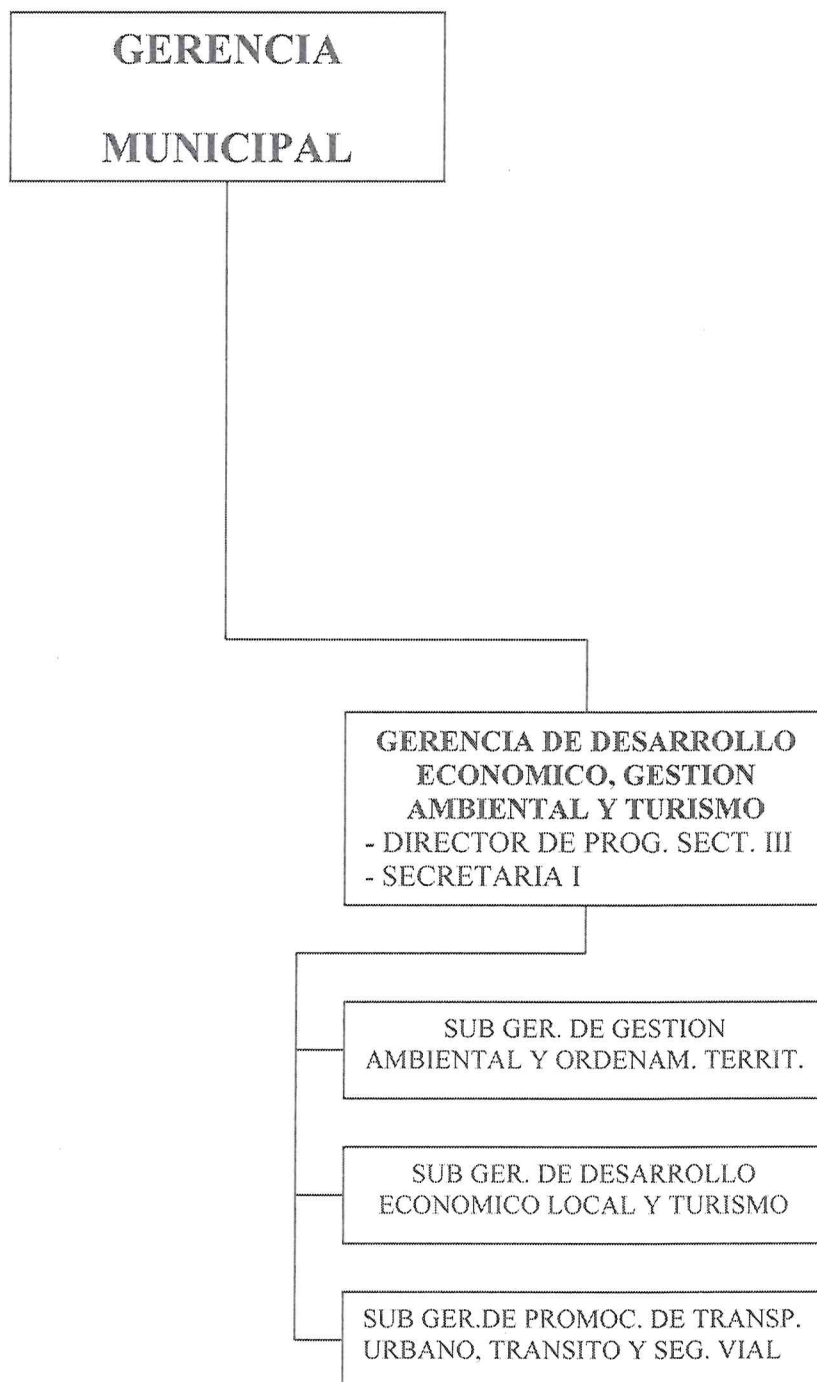 GERENCIA
MUNICIPAL
GERENCIA DE DESARROLLO
ECONOMICO, GESTION
AMBIENTAL Y TURISMO
- DIRECTOR DE PROG. SECT. III
- SECRETARIA I
SUB GER. DE GESTION
AMBIENTAL Y ORDENAM. TERRIT.
SUB GER. DE DESARROLLO
ECONOMICO LOCAL Y TURISMO
SUB GER.DE PROMOC. DE TRANSP.
URBANO, TRANSITO Y SEG. VIAL